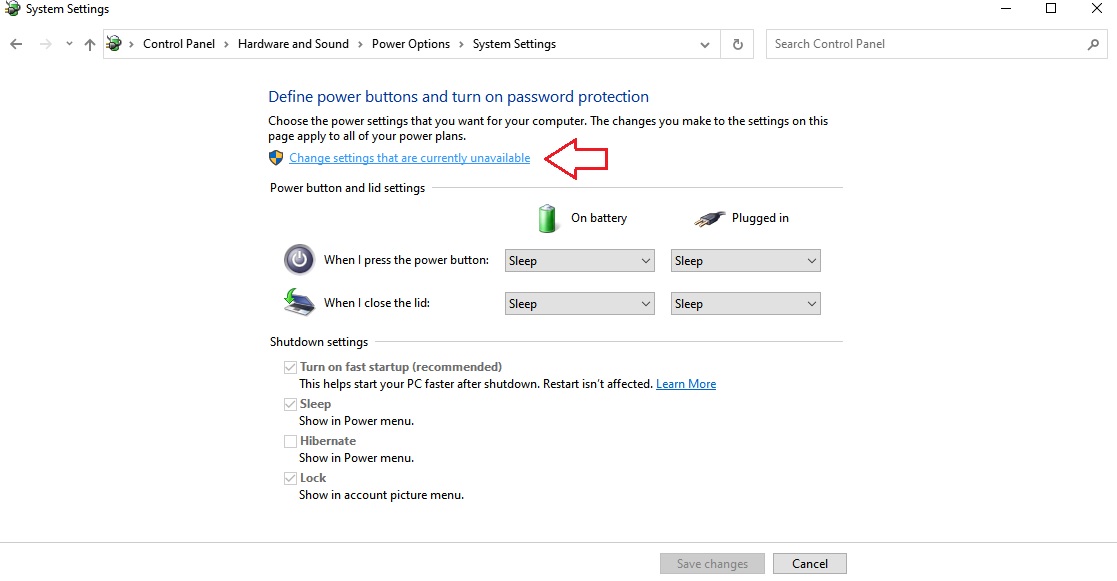 System Settings
Control Panel > Hardware and Sound > Power Options > System Settings
Search Control Panel
Define power buttons and turn on password protection
Choose the power settings that you want for your computer. The changes you make to the settings on this
page apply to all of your power plans.
Change settings that are currently unavailable
Power button and lid settings
On battery
Plugged in
When I press the power button: Sleep Sleep
When I close the lid: Sleep Sleep
Shutdown settings
Turn on fast startup (recommended)
This helps start your PC faster after shutdown. Restart isn't affected. Learn More
Sleep
Show in Power menu.
Hibernate
Show in Power menu.
Lock
Show in account picture menu.
Save changes
Cancel